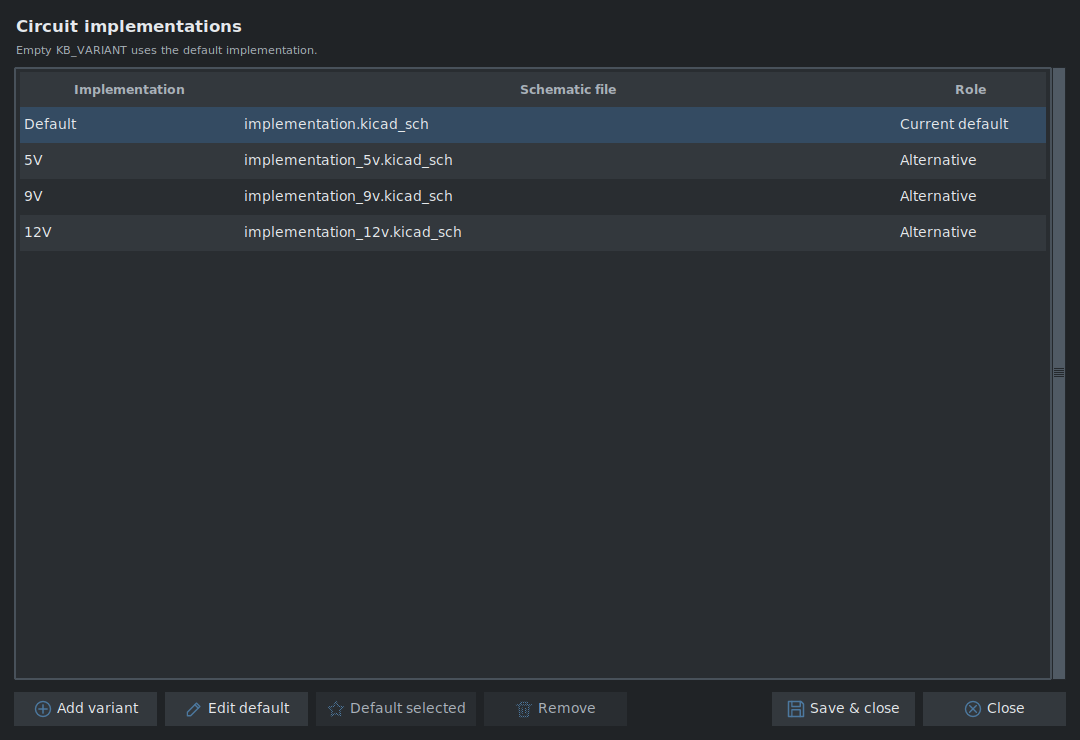 Circuit implementations
Empty KB_VARIANT uses the default implementation.
Implementation Schematic file Role
Default implementation.kicad_sch Current default
5V implementation_5v.kicad_sch Alternative
9V implementation_9v.kicad_sch Alternative
12V implementation_12v.kicad_sch Alternative
Add variant Edit default Default selected Remove Save & close Close